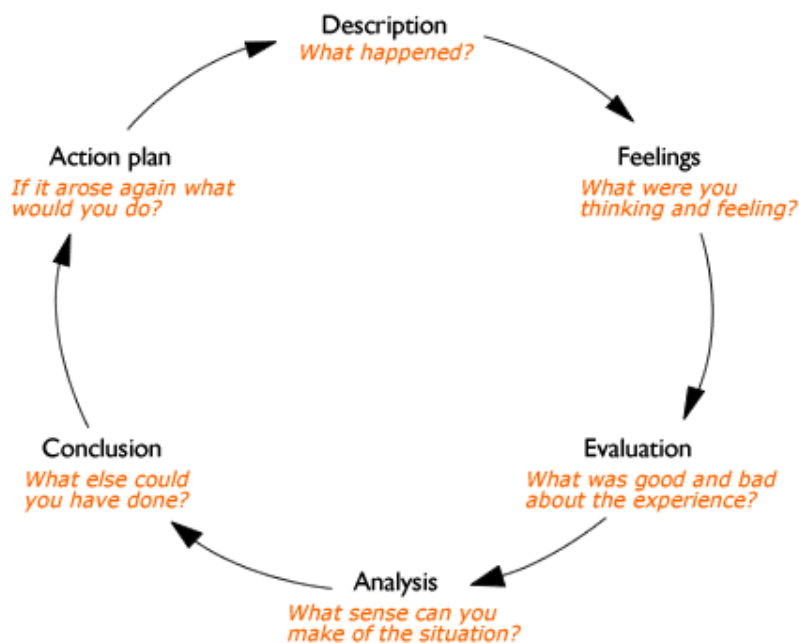 Description
What happened?
Feelings
What were you
thinking and feeling?
Evaluation
What was good and bad
about the experience?
Analysis
What sense can you
make of the situation?
Conclusion
What else could
you have done?
Action plan
If it arose again what
would you do?